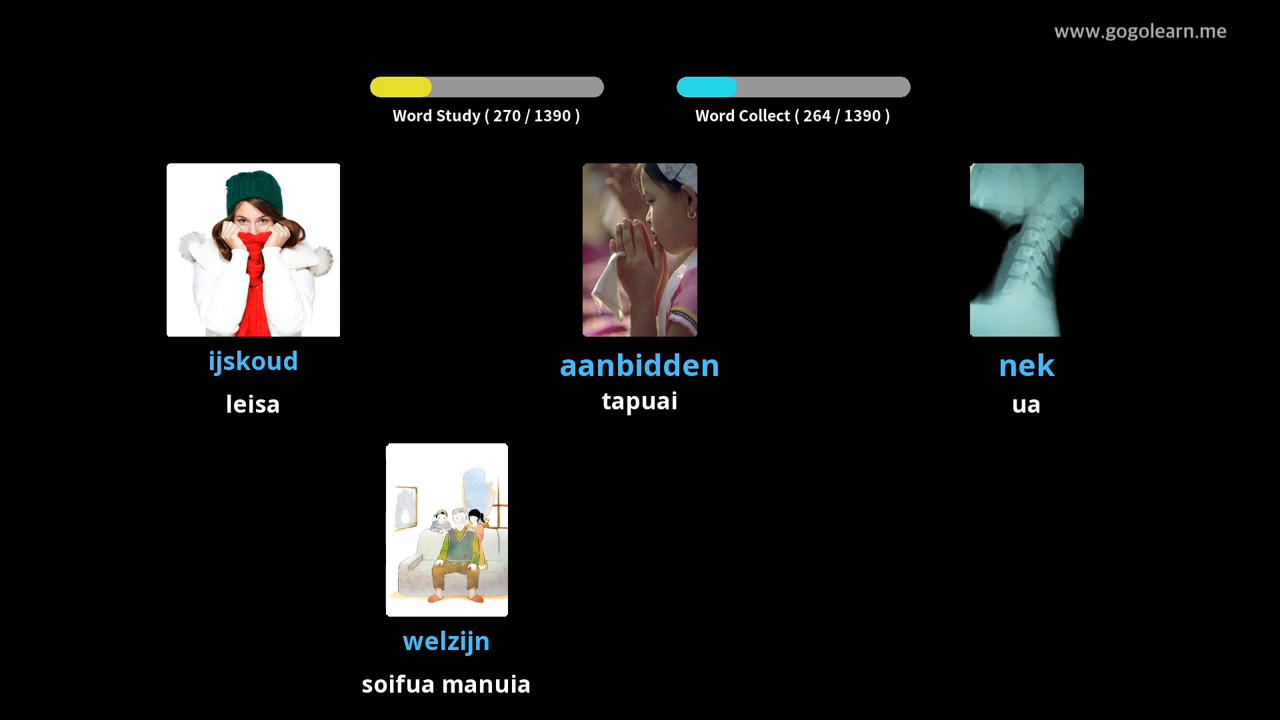 www.gogolearn.me
Word Study ( 270 / 1390 )
Word Collect ( 264 / 1390 )
ijskoud
aanbidden
nek
leisa
tapuai
ua
welzijn
soifua manuia